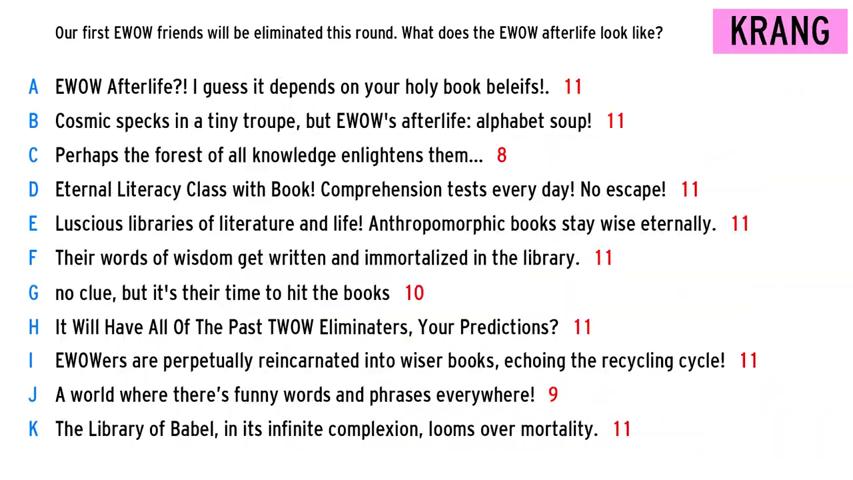 Our first EWOW friends will be eliminated this round. What does the EWOW afterlife look like?
KRANG
A EWOW Afterlife?! I guess it depends on your holy book beleifs!. 11
B Cosmic specks in a tiny troupe, but EWOW's afterlife: alphabet soup! 11
C Perhaps the forest of all knowledge enlightens them... 8
D Eternal Literacy Class with Book! Comprehension tests every day! No escape! 11
E Luscious libraries of literature and life! Anthropomorphic books stay wise eternally. 11
F Their words of wisdom get written and immortalized in the library. 11
G no clue, but it's their time to hit the books 10
H It Will Have All Of The Past TWOW Eliminaters, Your Predictions? 11
I EWOWers are perpetually reincarnated into wiser books, echoing the recycling cycle! 11
J A world where there's funny words and phrases everywhere! 9
K The Library of Babel, in its infinite complexion, looms over mortality. 11